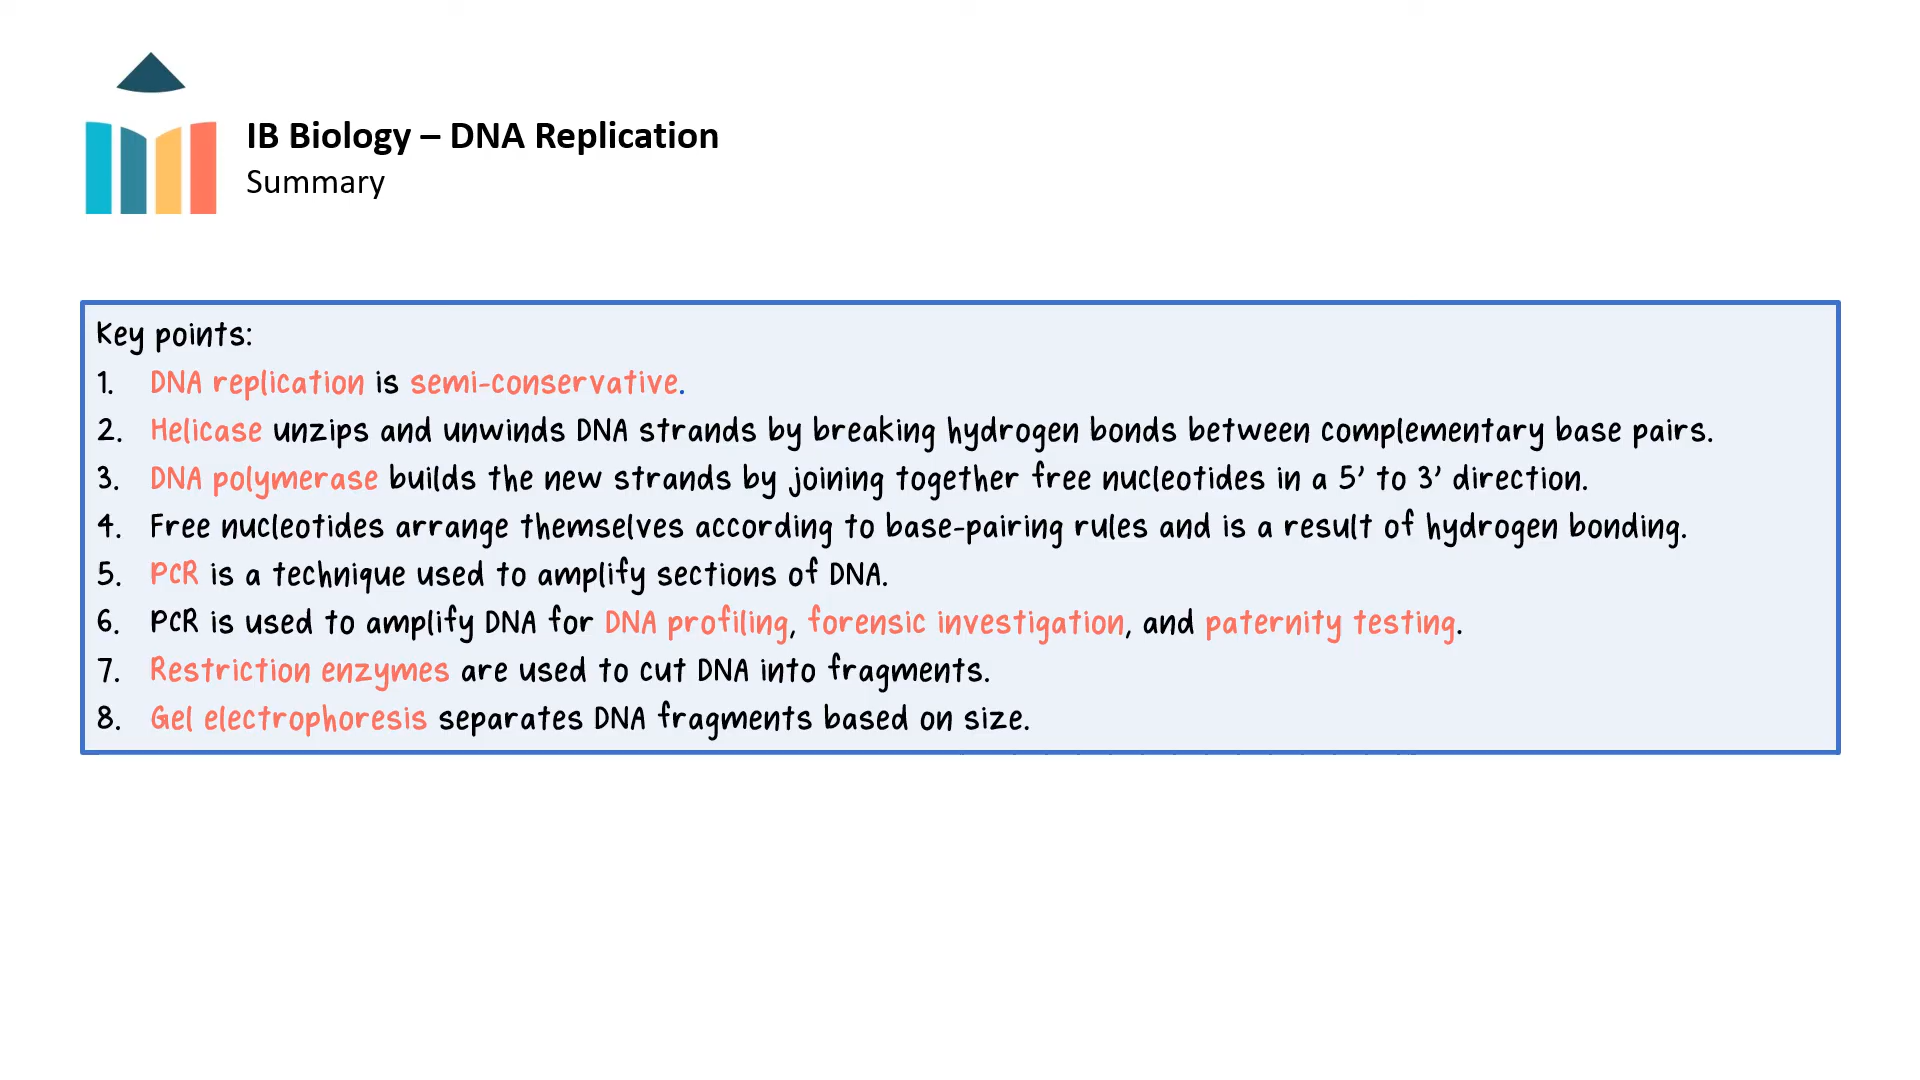 IB Biology – DNA Replication
Summary
Key points:
1. DNA replication is semi-conservative.
2. Helicase unzips and unwinds DNA strands by breaking hydrogen bonds between complementary base pairs.
3. DNA polymerase builds the new strands by joining together free nucleotides in a 5’ to 3’ direction.
4. Free nucleotides arrange themselves according to base-pairing rules and is a result of hydrogen bonding.
5. PCR is a technique used to amplify sections of DNA.
6. PCR is used to amplify DNA for DNA profiling, forensic investigation, and paternity testing.
7. Restriction enzymes are used to cut DNA into fragments.
8. Gel electrophoresis separates DNA fragments based on size.